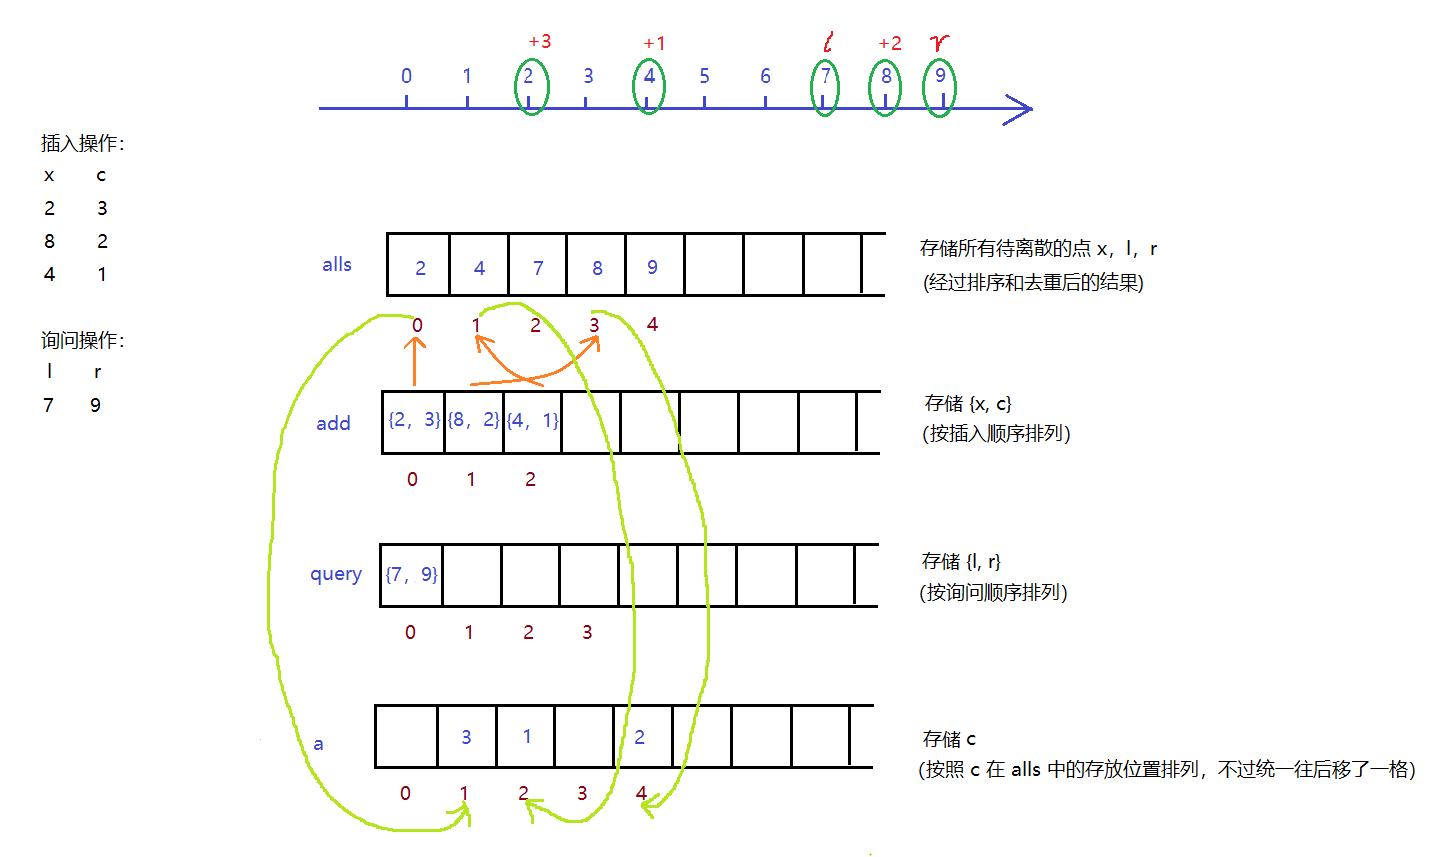 +3 +1 l +2 r
0 1 2 3 4 5 6 7 8 9
插入操作：
x c
2 3
8 2
4 1
询问操作：
l r
7 9
alls 2 4 7 8 9
0 1 2 3 4
存储所有待离散的点 x，l，r
(经过排序和去重后的结果)
add {2，3} {8，2} {4，1}
0 1 2
存储 {x, c}
(按插入顺序排列)
query {7，9}
0 1 2 3
存储 {l, r}
(按询问顺序排列)
a 3 1 2
0 1 2 3 4
存储 c
(按照 c 在 alls 中的存放位置排列，不过统一往后移了一格)